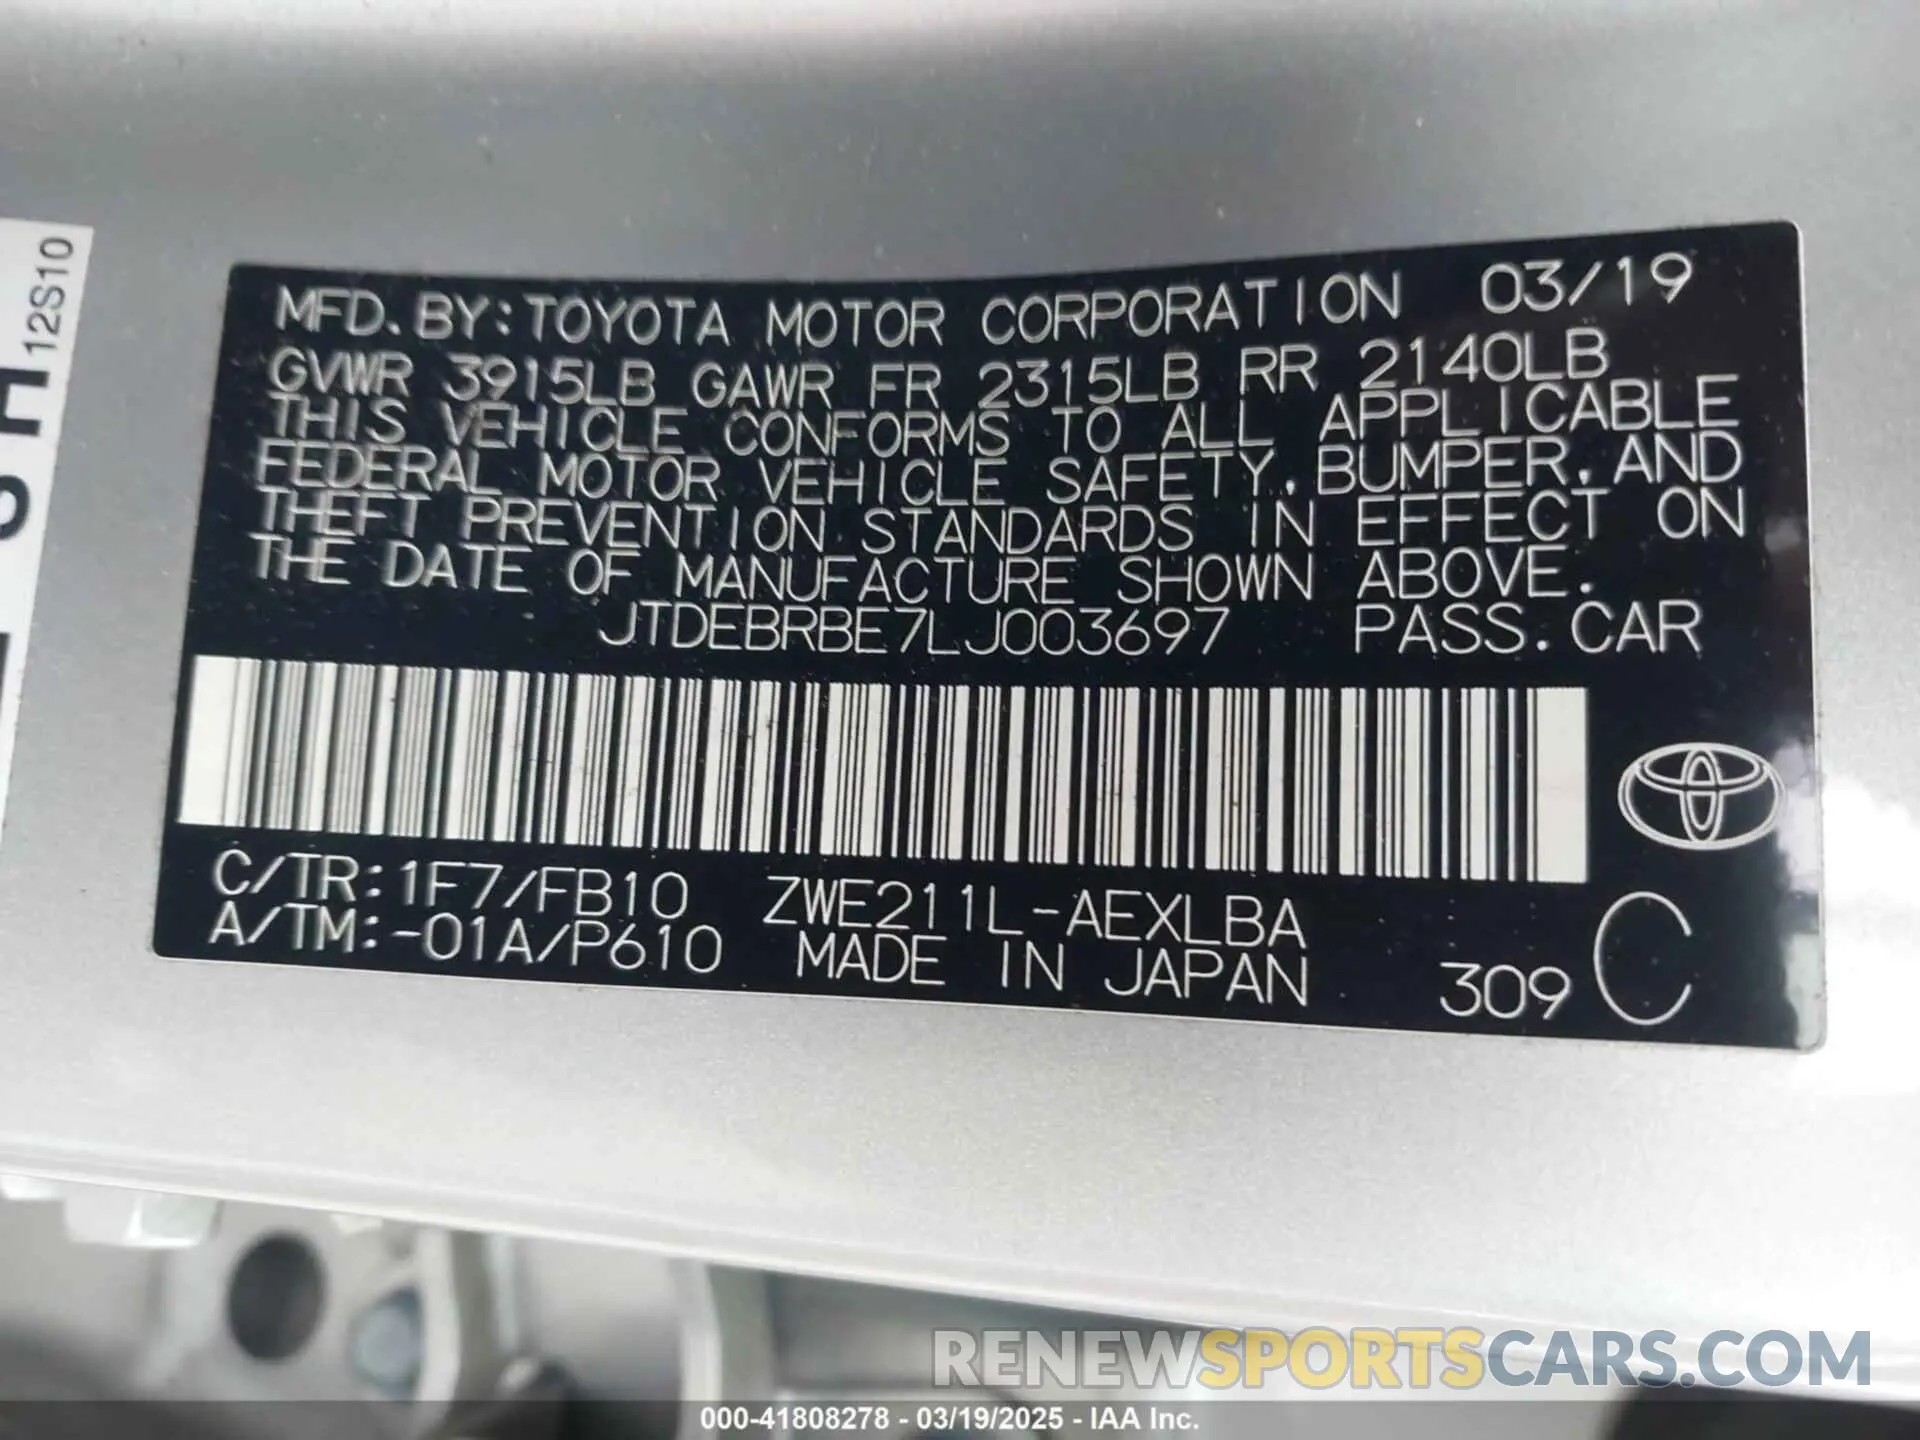 12S10
H
MFD. BY: TOYOTA MOTOR CORPORATION 03/19
GVWR 3915LB GAWR FR 2315LB RR 2140LB
THIS VEHICLE CONFORMS TO ALL APPLICABLE
FEDERAL MOTOR VEHICLE SAFETY, BUMPER, AND
THEFT PREVENTION STANDARDS IN EFFECT ON
THE DATE OF MANUFACTURE SHOWN ABOVE.
JTDEBRBE7LJ003697 PASS. CAR
C/TR: 1F7/FB10 ZWE211L-AEXLBA
A/TM: -01A/P610 MADE IN JAPAN 309 C
RENEWSPORTSCARS.COM
000-41808278 - 03/19/2025 - IAA Inc.